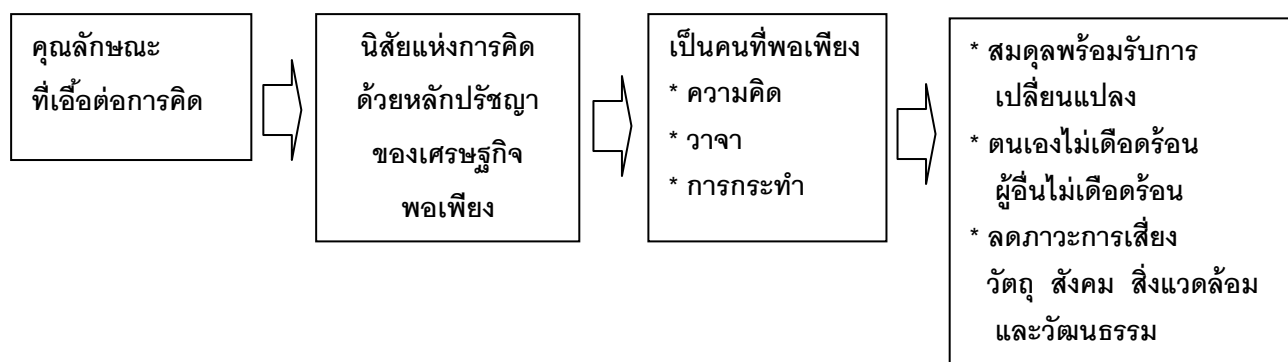 คุณลักษณะ
ที่เอื้อต่อการคิด
นิสัยแห่งการคิด
ด้วยหลักปรัชญา
ของเศรษฐกิจ
พอเพียง
เป็นคนที่พอเพียง
* ความคิด
* วาจา
* การกระทำ
* สมดุลพร้อมรับการ
เปลี่ยนแปลง
* ตนเองไม่เดือดร้อน
ผู้อื่นไม่เดือดร้อน
* ลดภาวะการเสี่ยง
วัตถุ สังคม สิ่งแวดล้อม
และวัฒนธรรม